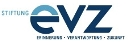 STIFTUNG
EVZ
ERINNERUNG · VERANTWORTUNG · ZUKUNFT